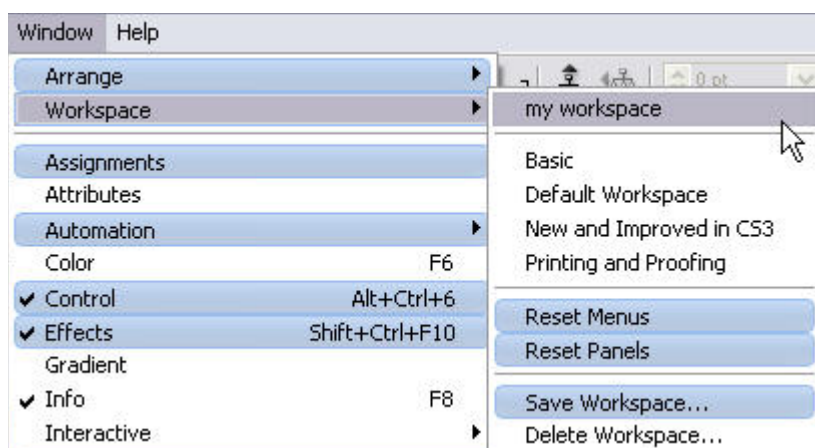 Window Help
Arrange
Workspace
Assignments
Attributes
Automation
Color F6
Control Alt+Ctrl+6
Effects Shift+Ctrl+F10
Gradient
Info F8
Interactive
0 pt
my workspace
Basic
Default Workspace
New and Improved in CS3
Printing and Proofing
Reset Menus
Reset Panels
Save Workspace...
Delete Workspace...